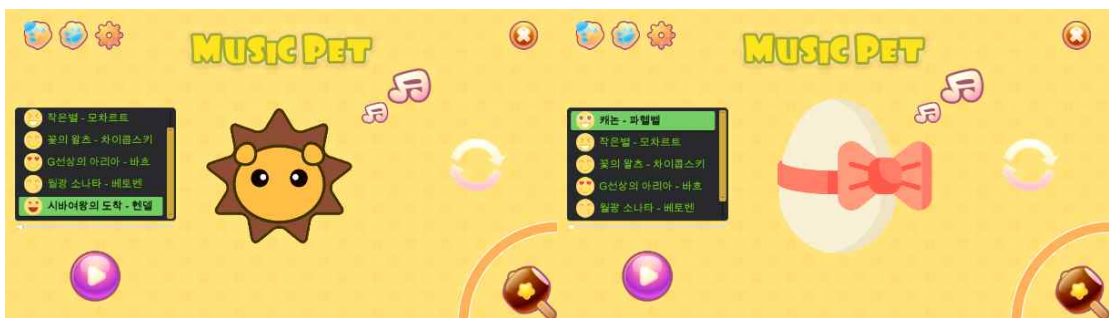 MUSIC PET
작은별 - 모차르트
꽃의 왈츠 - 차이콥스키
G선상의 아리아 - 바흐
월광 소나타 - 베토벤
시바여왕의 도착 - 헨델
MUSIC PET
캐논 - 파헬벨
작은별 - 모차르트
꽃의 왈츠 - 차이콥스키
G선상의 아리아 - 바흐
월광 소나타 - 베토벤